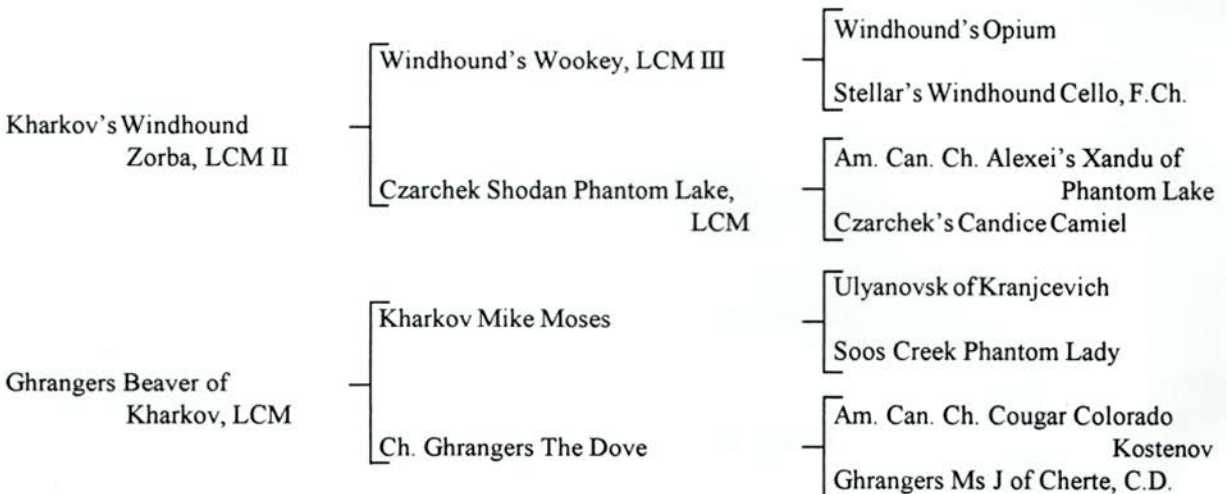 Kharkov's Windhound
Zorba, LCM II
Windhound's Wookey, LCM III
Czarchek Shodan Phantom Lake,
LCM
Windhound's Opium
Stellar's Windhound Cello, F.Ch.
Am. Can. Ch. Alexei's Xandu of
Phantom Lake
Czarchek's Candice Camiel
Ghrangers Beaver of
Kharkov, LCM
Kharkov Mike Moses
Ch. Ghrangers The Dove
Ulyanovsk of Kranjcevich
Soos Creek Phantom Lady
Am. Can. Ch. Cougar Colorado
Kostenov
Ghrangers Ms J of Cherte, C.D.